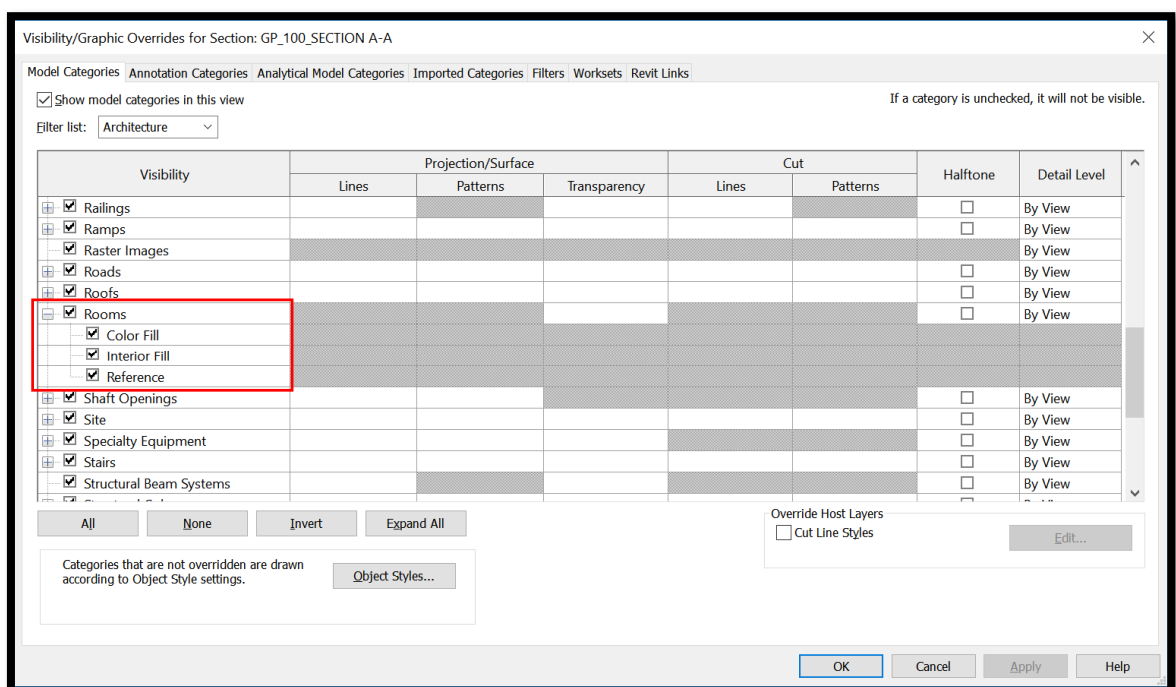 Visibility/Graphic Overrides for Section: GP_100_SECTION A-A
Model Categories Annotation Categories Analytical Model Categories Imported Categories Filters Worksets Revit Links
Show model categories in this view
If a category is unchecked, it will not be visible.
Filter list: Architecture
Visibility Projection/Surface Cut Halftone Detail Level
Lines Patterns Transparency Lines Patterns
Railings By View
Ramps By View
Raster Images By View
Roads By View
Roofs By View
Rooms By View
Color Fill
Interior Fill
Reference
Shaft Openings By View
Site By View
Specialty Equipment By View
Stairs By View
Structural Beam Systems By View
All None Invert Expand All
Override Host Layers
Cut Line Styles
Edit...
Categories that are not overridden are drawn
according to Object Style settings.
Object Styles...
OK Cancel Apply Help